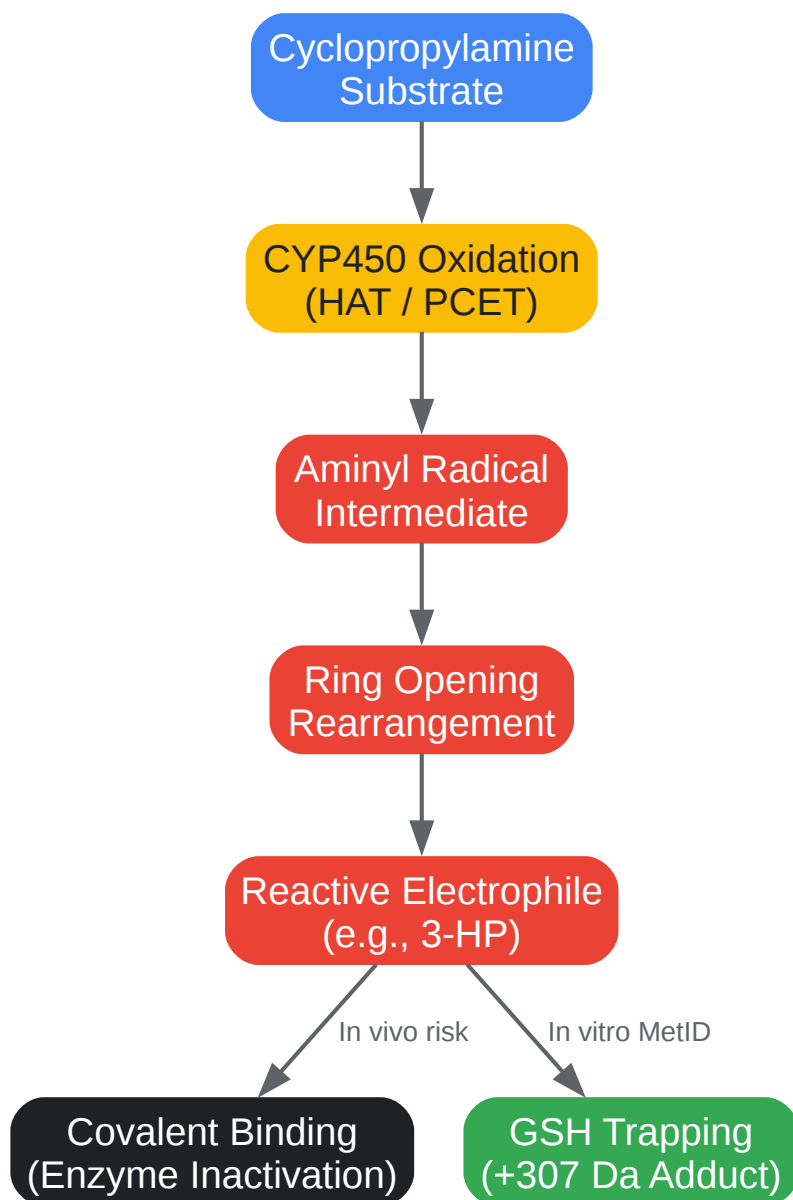 Cyclopropylamine
Substrate
CYP450 Oxidation
(HAT / PCET)
Aminyl Radical
Intermediate
Ring Opening
Rearrangement
Reactive Electrophile
(e.g., 3-HP)
In vivo risk
In vitro MetID
Covalent Binding
(Enzyme Inactivation)
GSH Trapping
(+307 Da Adduct)